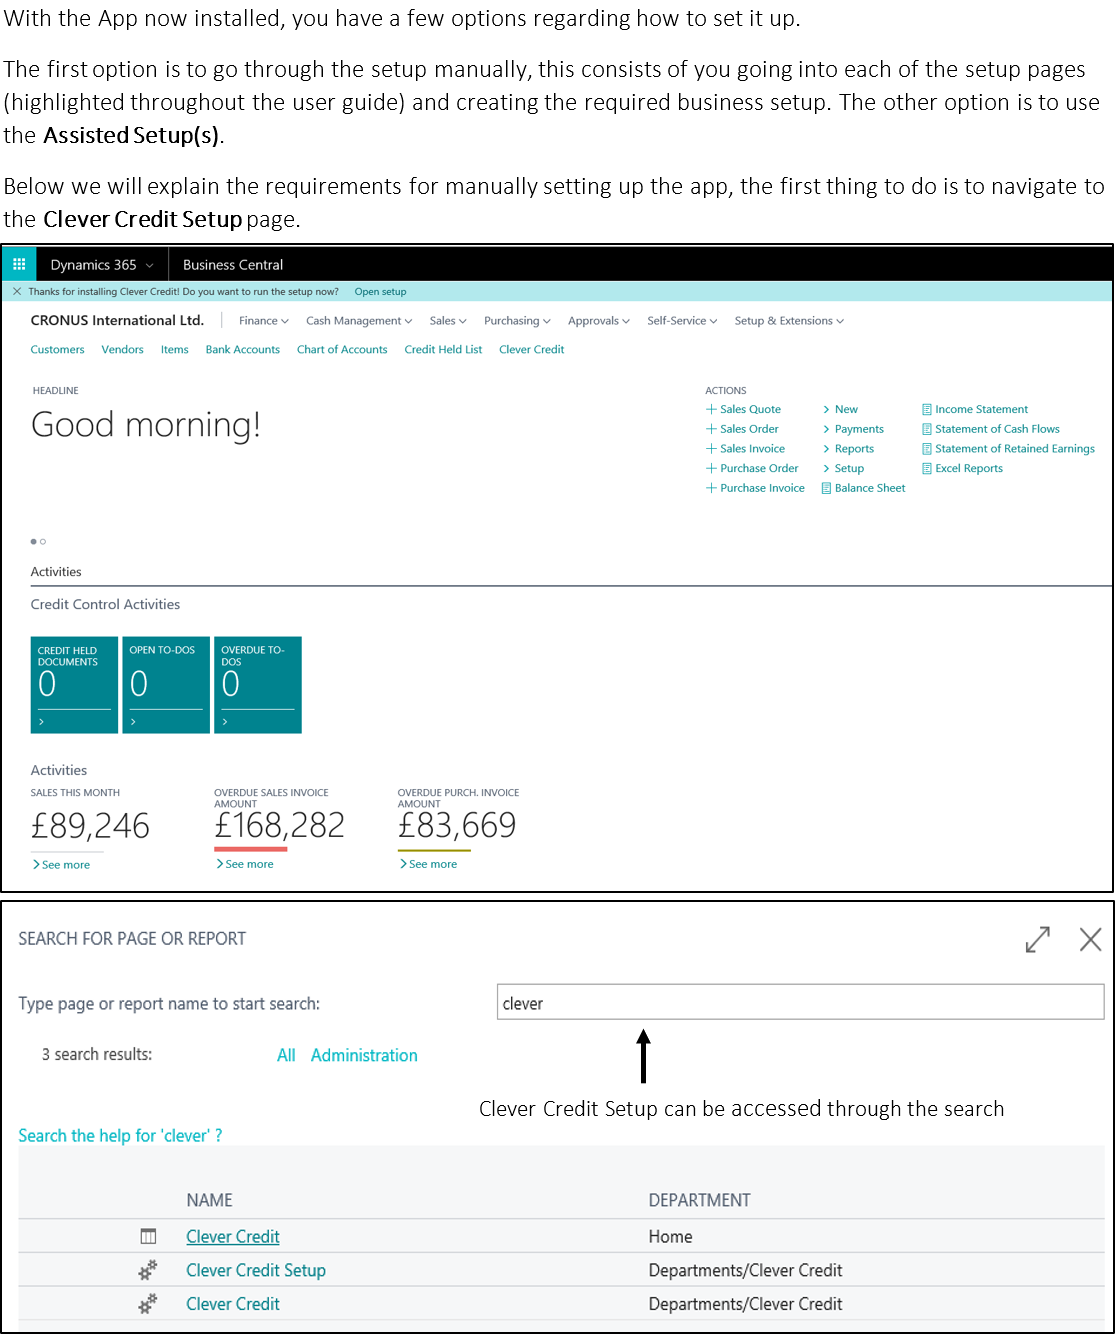 With the App now installed, you have a few options regarding how to set it up.
The first option is to go through the setup manually, this consists of you going into each of the setup pages
(highlighted throughout the user guide) and creating the required business setup. The other option is to use
the Assisted Setup(s).
Below we will explain the requirements for manually setting up the app, the first thing to do is to navigate to
the Clever Credit Setup page.
Dynamics 365 Business Central
Thanks for installing Clever Credit! Do you want to run the setup now? Open setup
CRONUS International Ltd. Finance Cash Management Sales Purchasing Approvals Self-Service Setup & Extensions
Customers Vendors Items Bank Accounts Chart of Accounts Credit Held List Clever Credit
HEADLINE
Good morning!
ACTIONS
Sales Quote New Income Statement
Sales Order Payments Statement of Cash Flows
Sales Invoice Reports Statement of Retained Earnings
Purchase Order Setup Excel Reports
Purchase Invoice Balance Sheet
Activities
Credit Control Activities
CREDIT HELD DOCUMENTS
0
OPEN TO-DOS
0
OVERDUE TO-
DOS
0
Activities
SALES THIS MONTH
£89,246
See more
OVERDUE SALES INVOICE
AMOUNT
£168,282
See more
OVERDUE PURCH. INVOICE
AMOUNT
£83,669
See more
SEARCH FOR PAGE OR REPORT
Type page or report name to start search: clever
3 search results: All Administration
Clever Credit Setup can be accessed through the search
Search the help for 'clever' ?
NAME DEPARTMENT
Clever Credit Home
Clever Credit Setup Departments/Clever Credit
Clever Credit Departments/Clever Credit